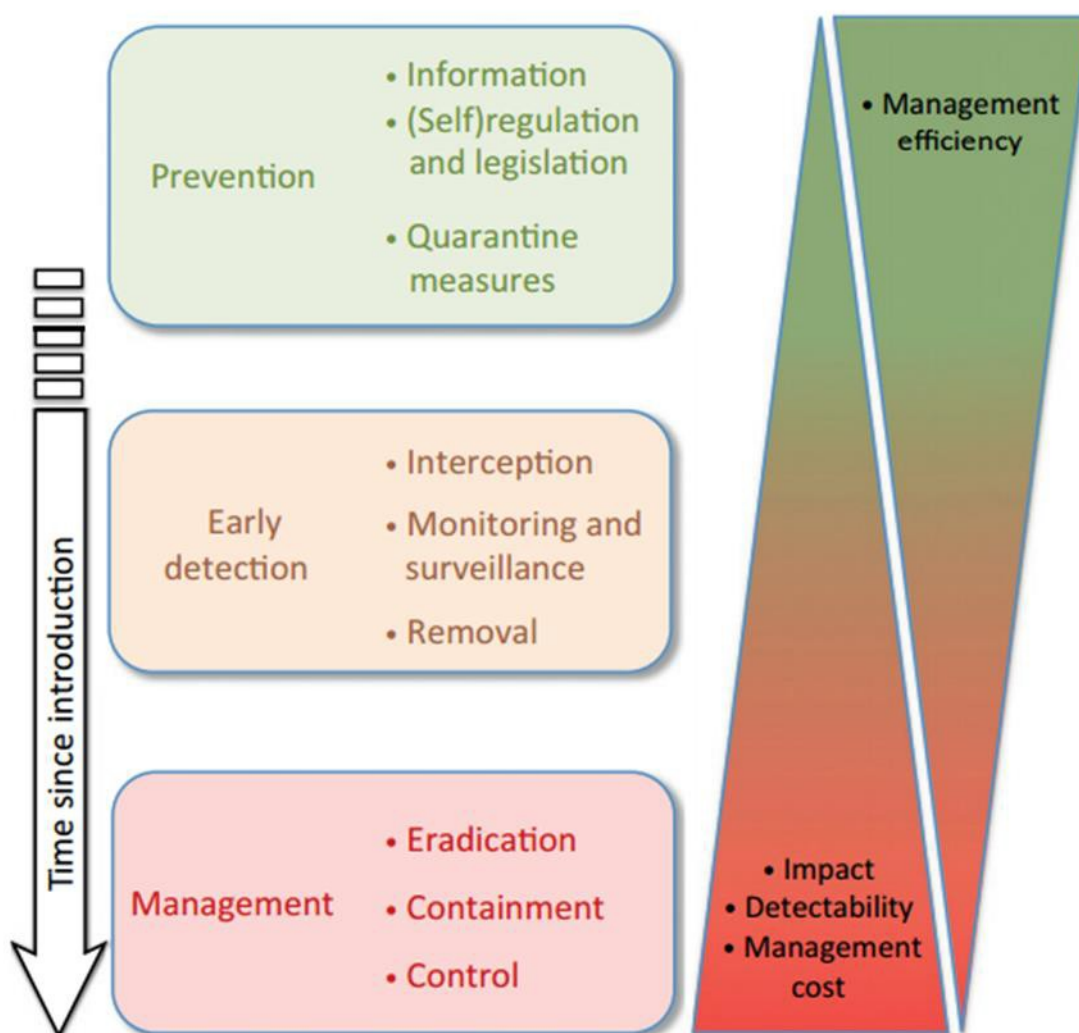 Prevention
• Information
• (Self)regulation
and legislation
• Quarantine
measures
• Management
efficiency
Time since introduction
Early
detection
• Interception
• Monitoring and
surveillance
• Removal
Management
• Eradication
• Containment
• Control
• Impact
• Detectability
• Management
cost